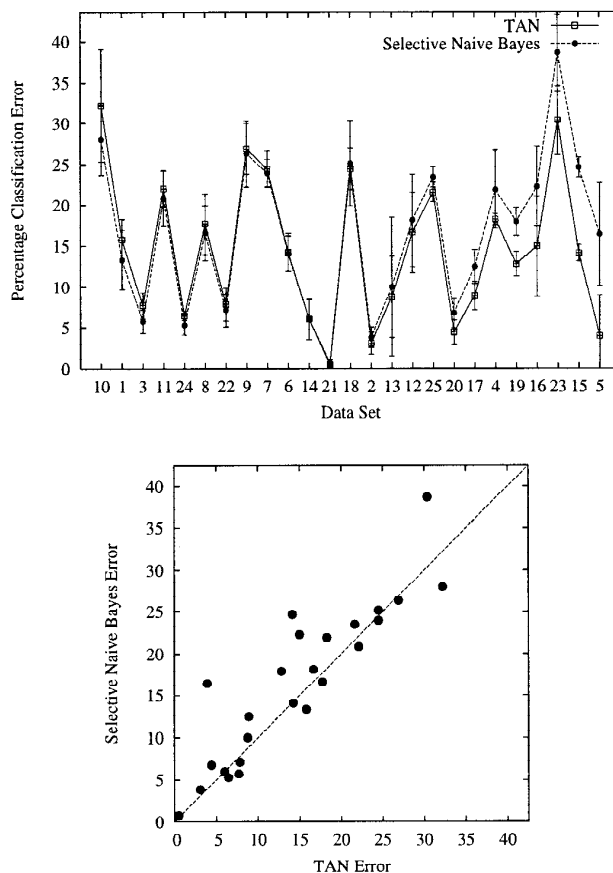 TAN
Selective Naive Bayes
Percentage Classification Error
40
35
30
25
20
15
10
5
0
10 1 3 11 24 8 22 9 7 6 14 21 18 2 13 12 25 20 17 4 19 16 23 15 5
Data Set
Selective Naive Bayes Error
40
35
30
25
20
15
10
5
0
0 5 10 15 20 25 30 35 40
TAN Error